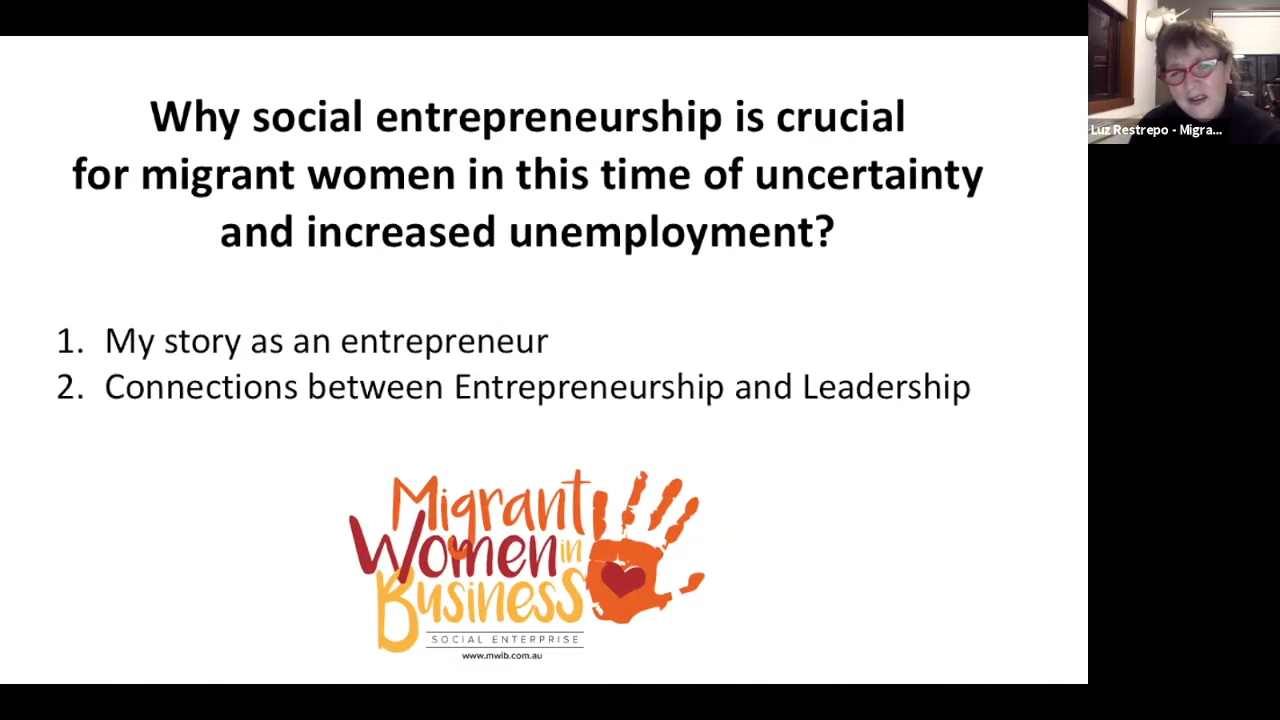 Why social entrepreneurship is crucial
for migrant women in this time of uncertainty
and increased unemployment?
1. My story as an entrepreneur
2. Connections between Entrepreneurship and Leadership
Migrant
Women in
Business
SOCIAL ENTERPRISE
www.mwib.com.au
Luz Restrepo - Migra...